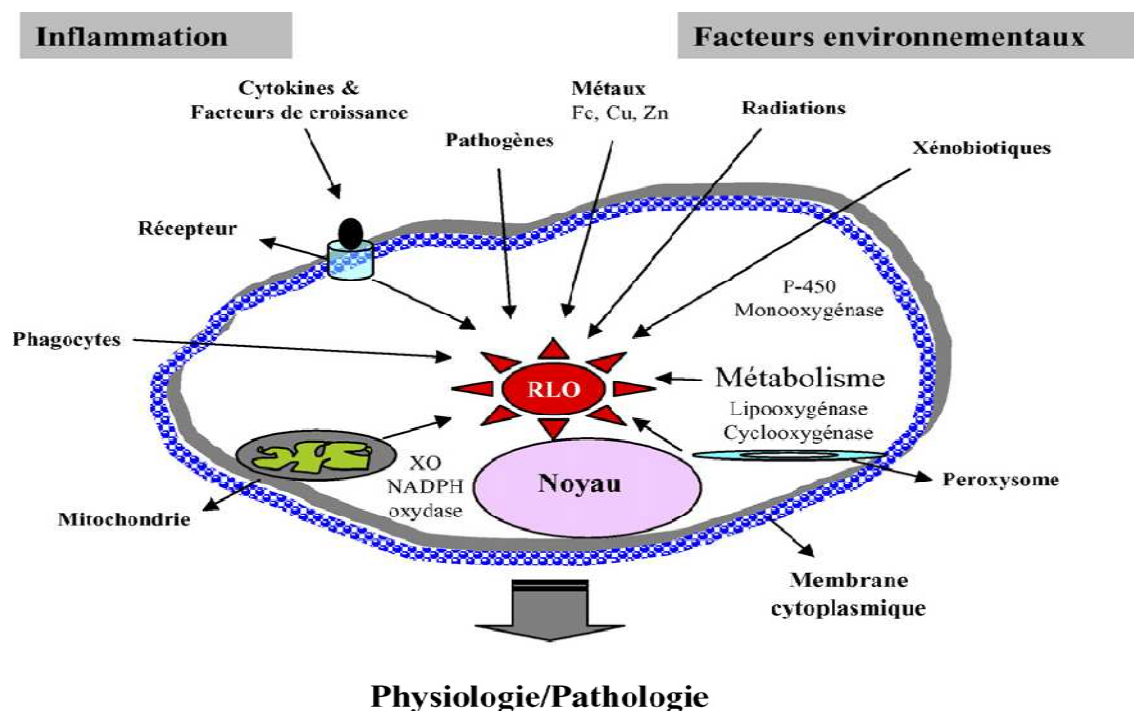 Inflammation
Facteurs environnementaux
Cytokines &
Facteurs de croissance
Métaux
Fe, Cu, Zn
Radiations
Pathogènes
Xénobiotiques
Récepteur
P-450
Monooxygénase
Phagocytes
RLO
Métabolisme
Lipooxygénase
Cyclooxygénase
XO
NADPH
oxydase
Noyau
Peroxysome
Mitochondrie
Membrane
cytoplasmique
Physiologie/Pathologie